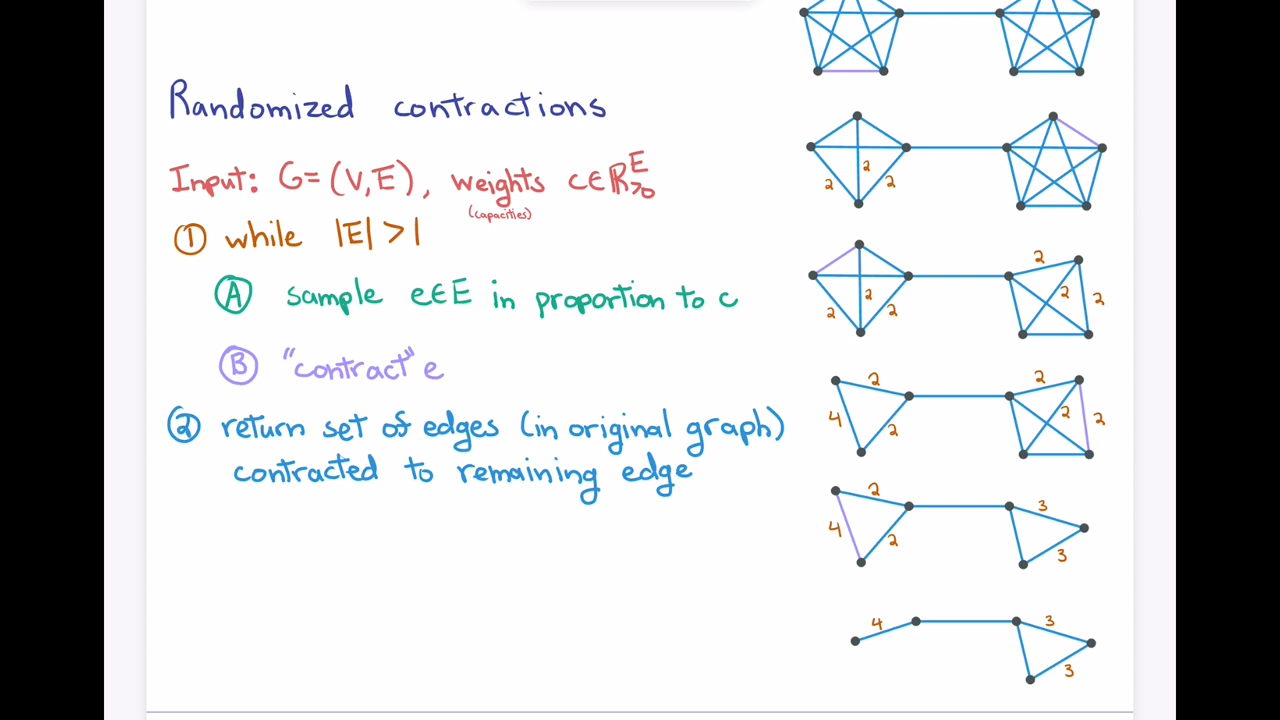 Randomized contractions
Input: G=(V,E), weights c∈ℝ^E_{>0}
(capacities)
① while |E|>1
Ⓐ sample e∈E in proportion to c
Ⓑ "contract" e
② return set of edges (in original graph)
contracted to remaining edge
2
2 2
2
2 2
2 2 2
2 2
4 2 2 2
2 3
4 2 3
4 3
3